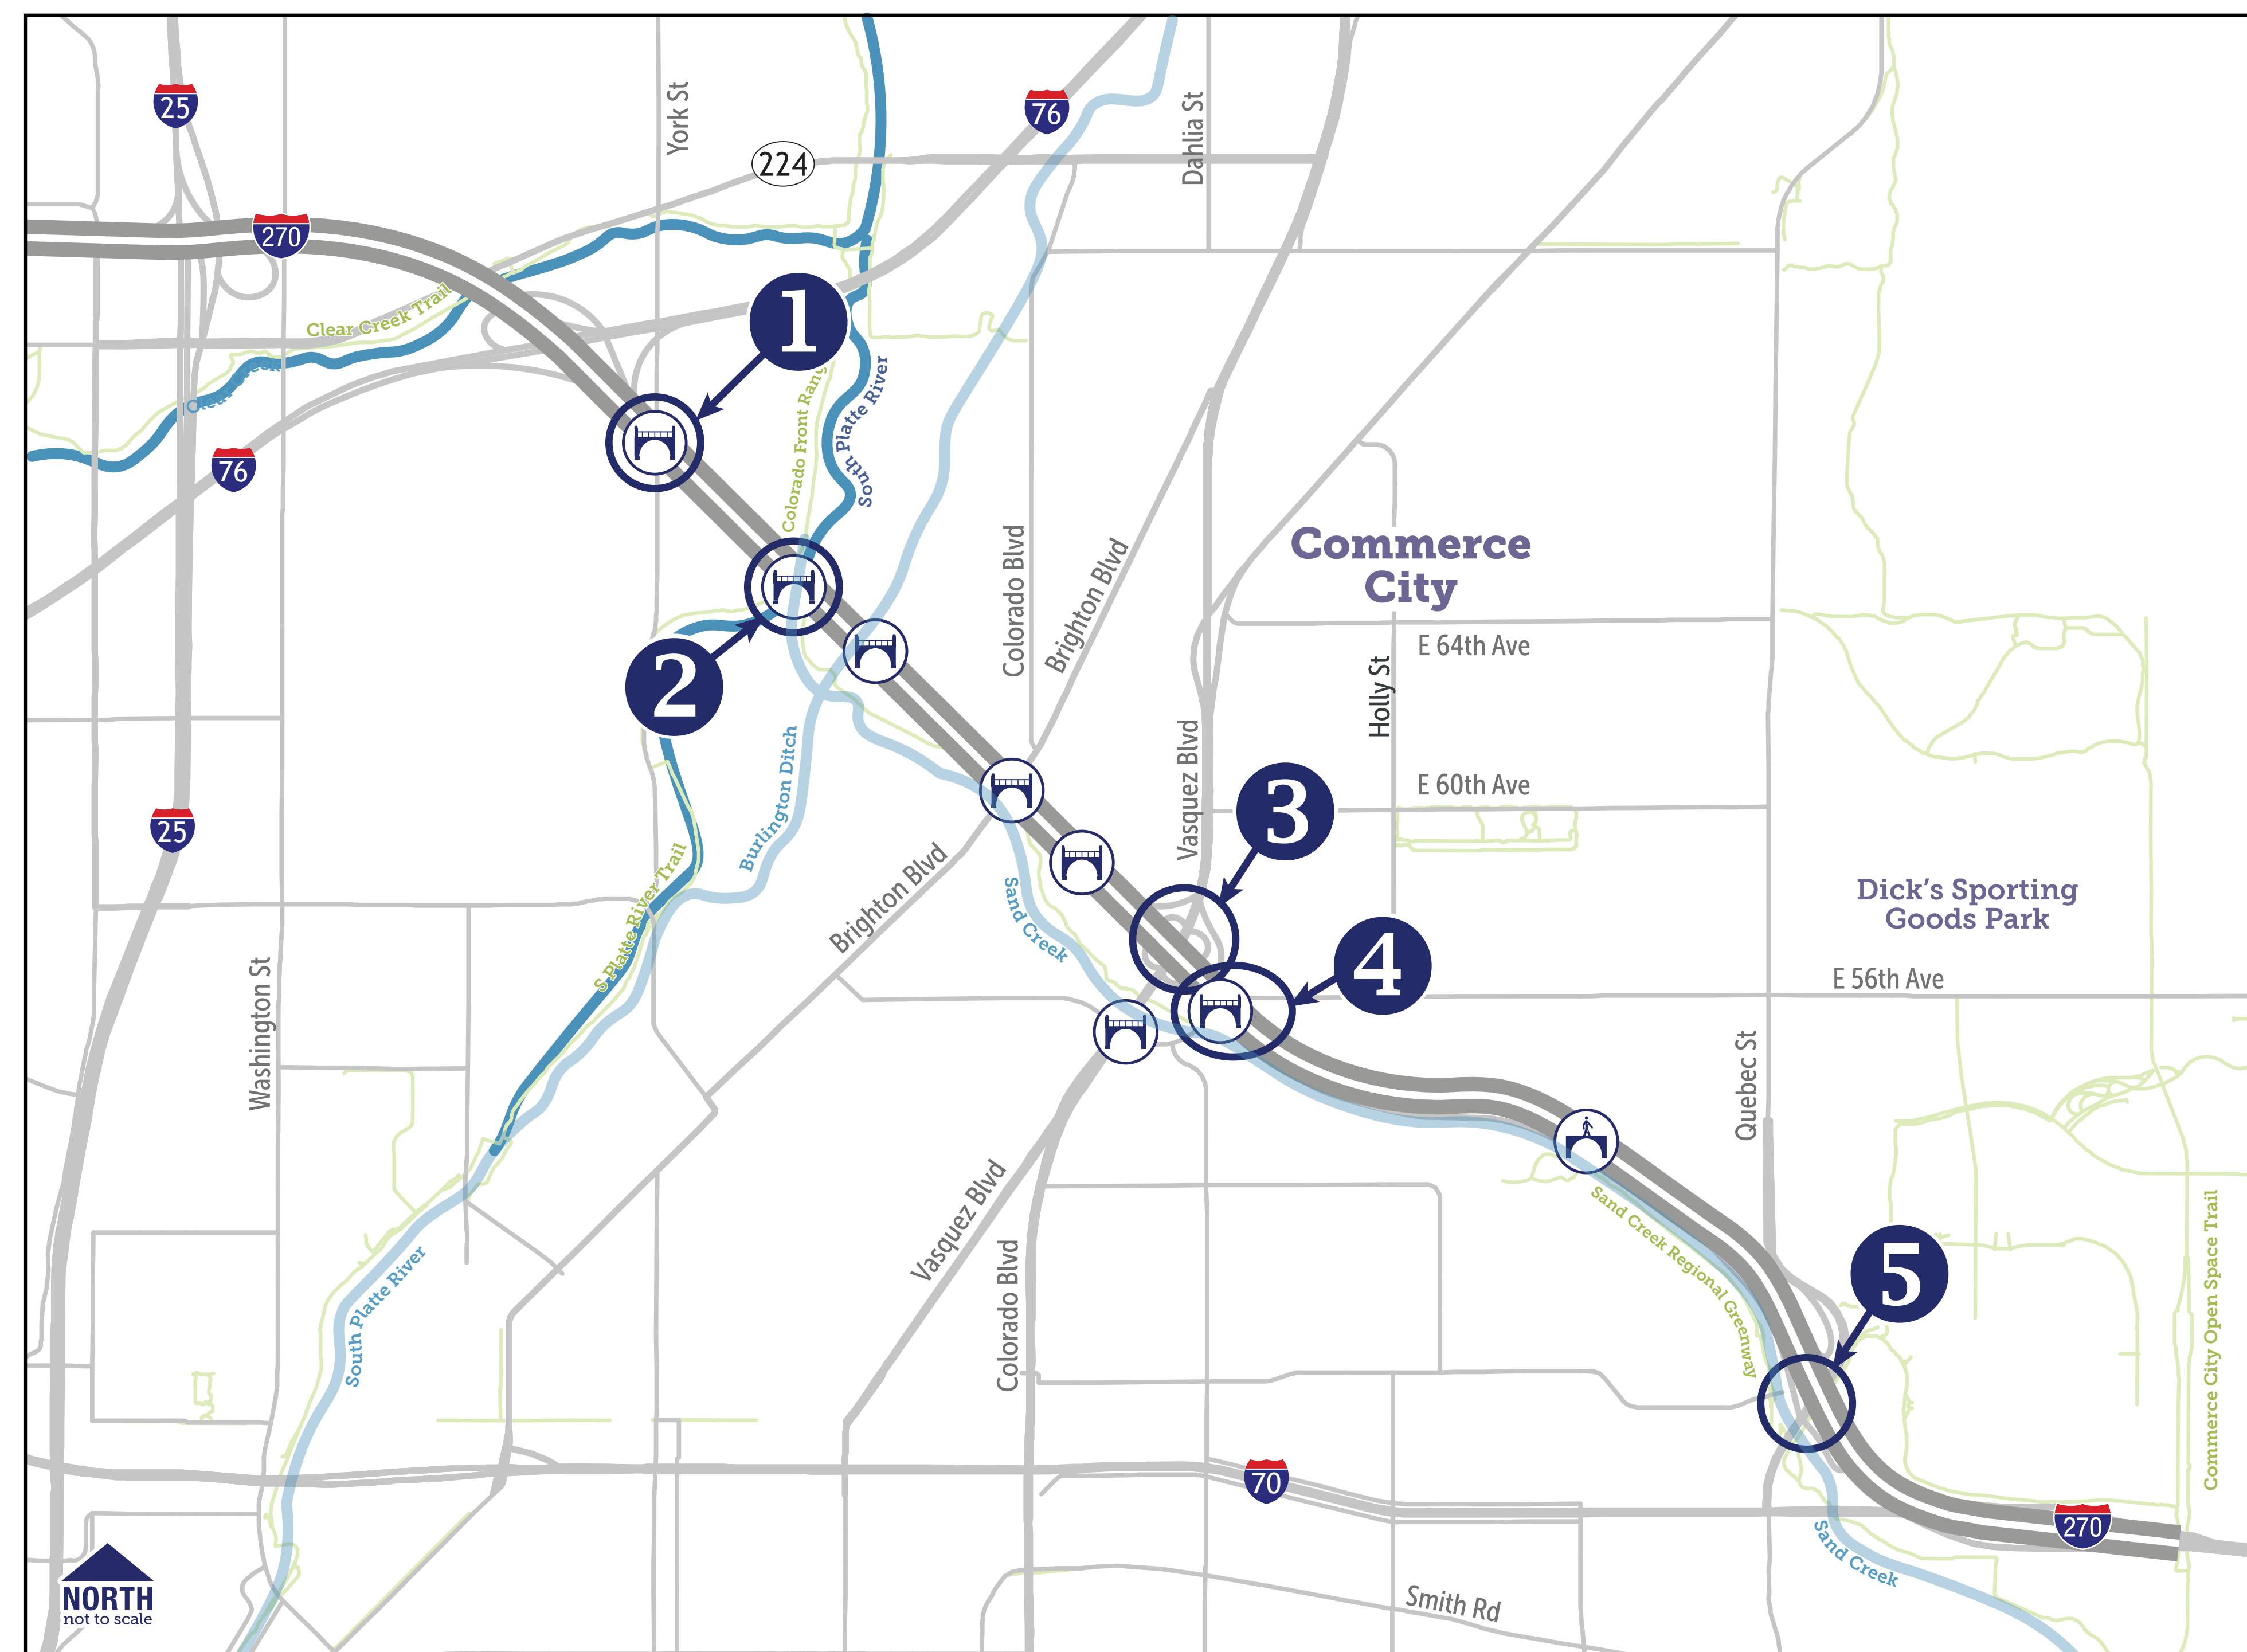 25
York St
76
Dahlia St
224
270
1
Clear Creek Trail
South Platte River
Colorado Front Rang
Clear Creek
76
Commerce
City
Colorado Blvd
Brighton Blvd
E 64th Ave
2
Holly St
Burlington Ditch
Vasquez Blvd
E 60th Ave
3
25
S Platte River Trail
Brighton Blvd
Sand Creek
Dick's Sporting
Goods Park
4
E 56th Ave
Washington St
Quebec St
Vasquez Blvd
Colorado Blvd
Sand Creek Regional Greenway
Commerce City Open Space Trail
5
South Platte River
70
270
Sand Creek
NORTH
not to scale
Smith Rd